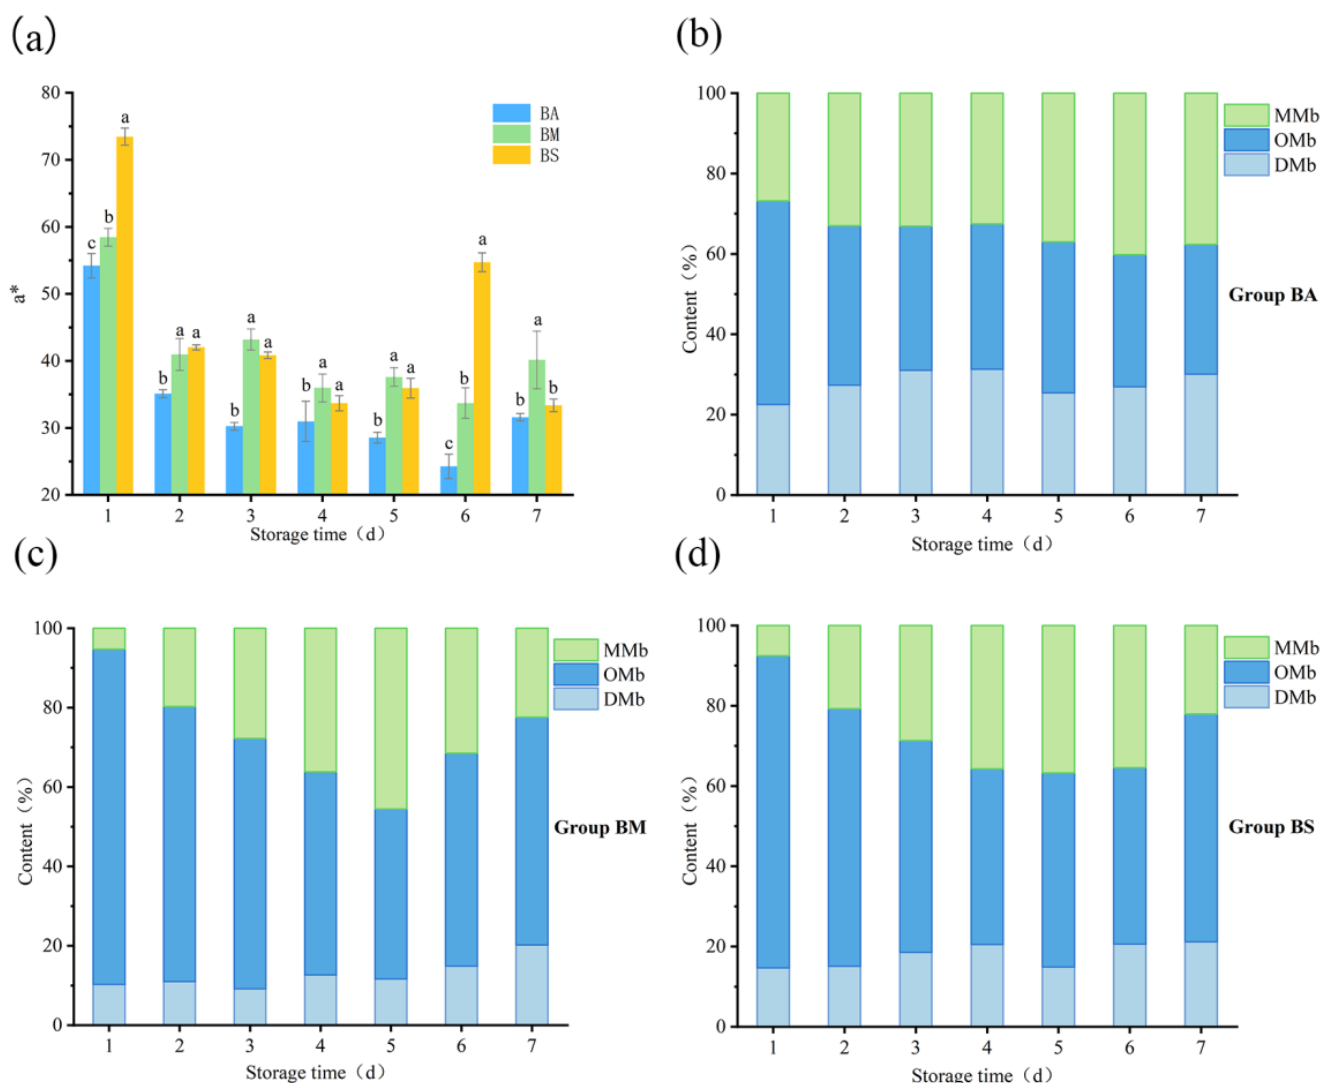 (a)
80
70
60
50
40
30
20
a*
BA
BM
BS
c b a
b a a
b a a
b a a
b a a
c b a
b a b
1 2 3 4 5 6 7
Storage time（d）
(b)
100
80
60
40
20
0
Content（%）
MMb
OMb
DMb
Group BA
1 2 3 4 5 6 7
Storage time（d）
(c)
100
80
60
40
20
0
Content（%）
MMb
OMb
DMb
Group BM
1 2 3 4 5 6 7
Storage time（d）
(d)
100
80
60
40
20
0
Content（%）
MMb
OMb
DMb
Group BS
1 2 3 4 5 6 7
Storage time（d）